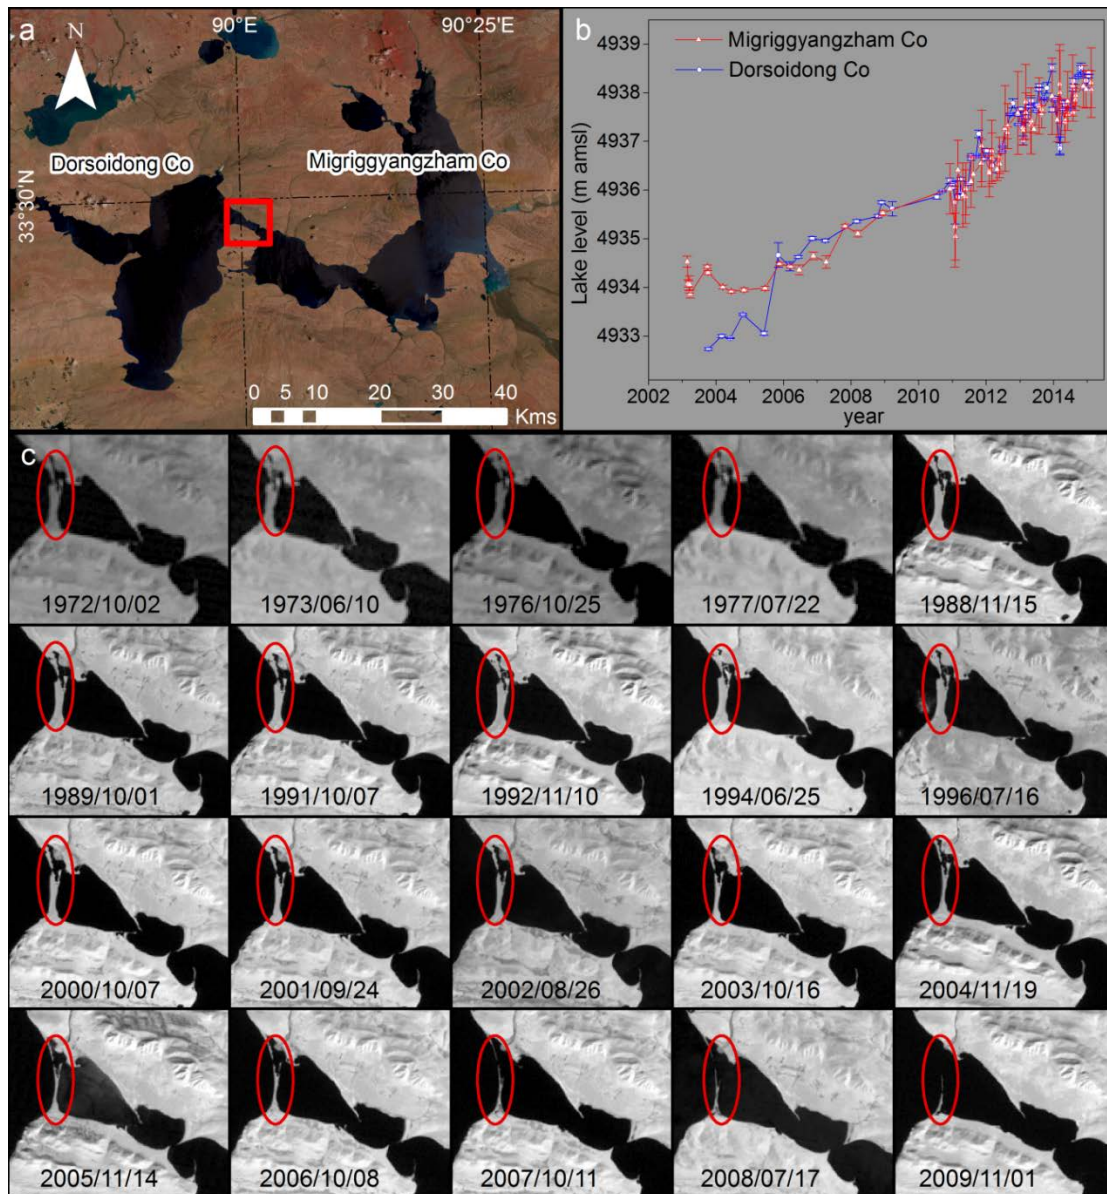 a
N
90°E
90°25'E
33°30'N
Dorsoidong Co
Migriggyangzham Co
0 5 10 20 30 40
Kms
b
Migriggyangzham Co
Dorsoidong Co
Lake level (m amsl)
4939
4938
4937
4936
4935
4934
4933
2002 2004 2006 2008 2010 2012 2014
year
c
1972/10/02 1973/06/10 1976/10/25 1977/07/22 1988/11/15
1989/10/01 1991/10/07 1992/11/10 1994/06/25 1996/07/16
2000/10/07 2001/09/24 2002/08/26 2003/10/16 2004/11/19
2005/11/14 2006/10/08 2007/10/11 2008/07/17 2009/11/01